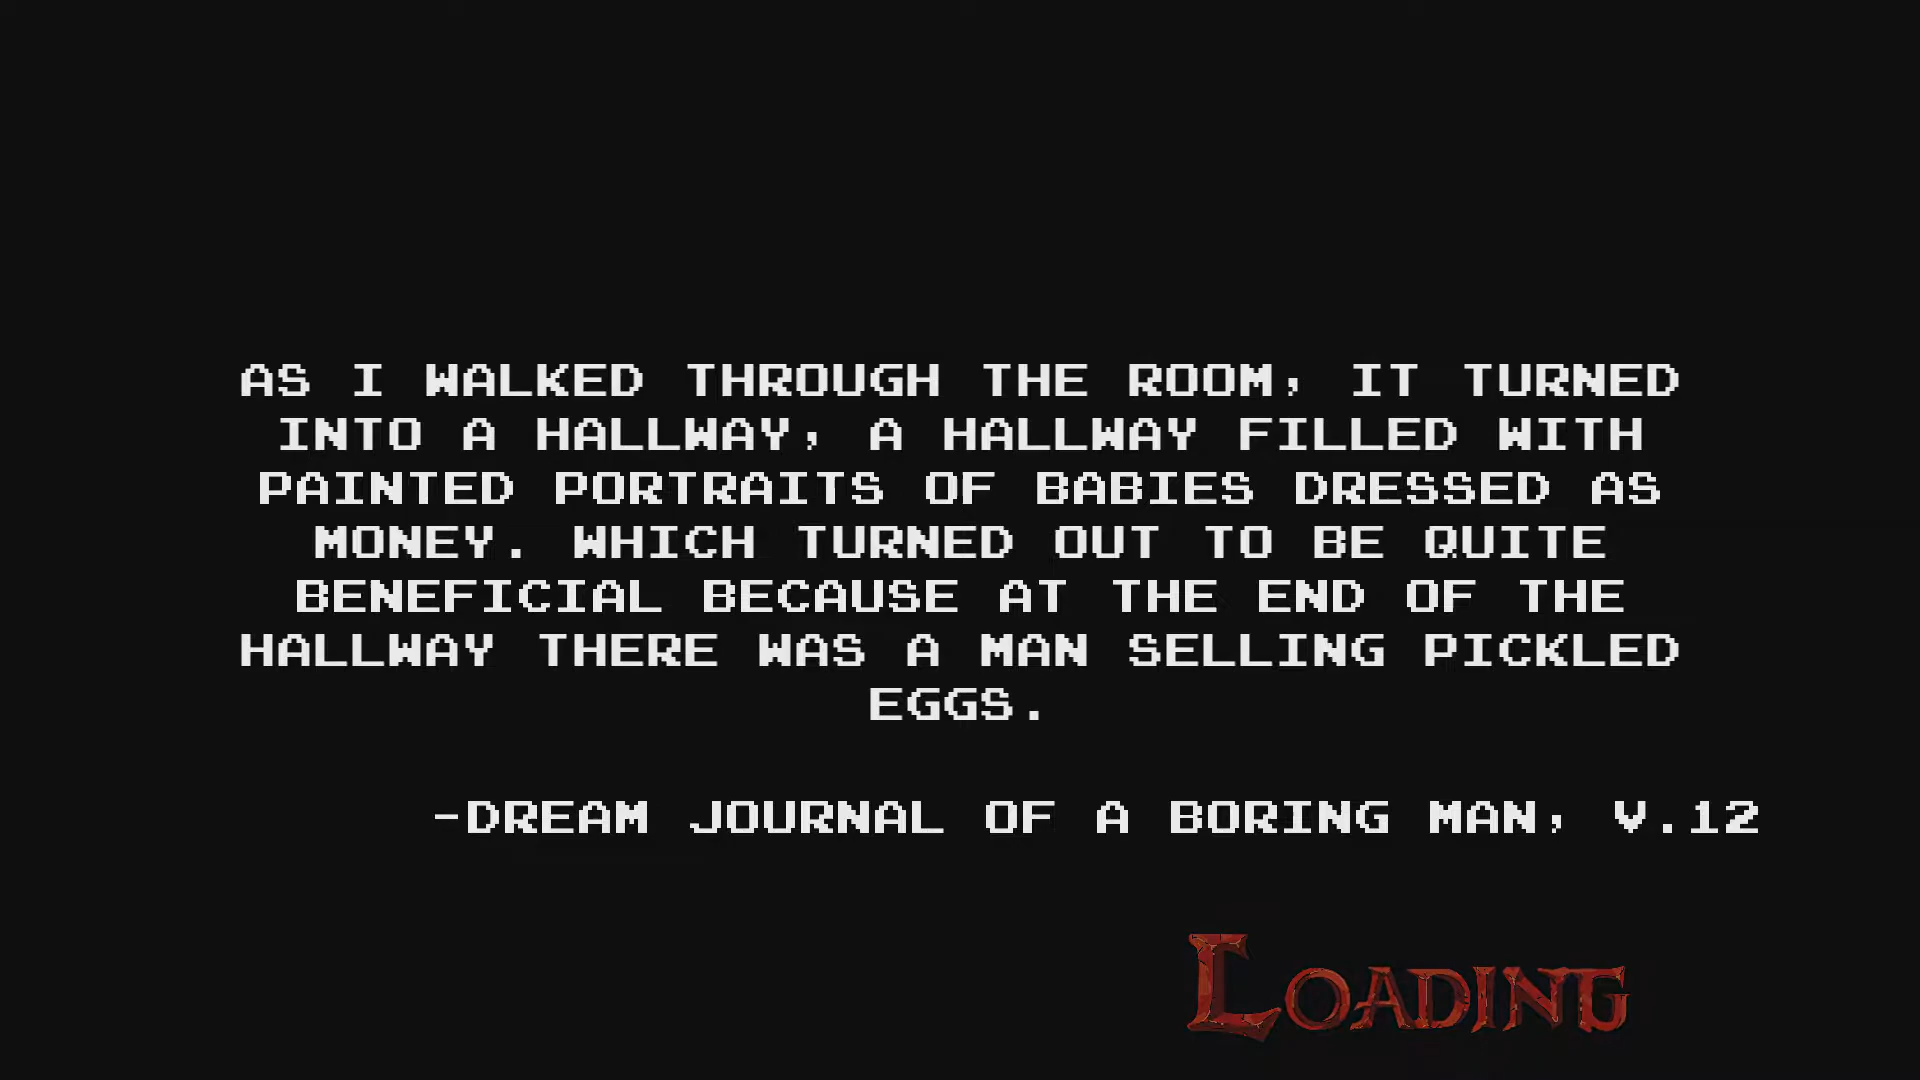 AS I WALKED THROUGH THE ROOM, IT TURNED
INTO A HALLWAY, A HALLWAY FILLED WITH
PAINTED PORTRAITS OF BABIES DRESSED AS
MONEY. WHICH TURNED OUT TO BE QUITE
BENEFICIAL BECAUSE AT THE END OF THE
HALLWAY THERE WAS A MAN SELLING PICKLED
EGGS.
-DREAM JOURNAL OF A BORING MAN, V.12
LOADING